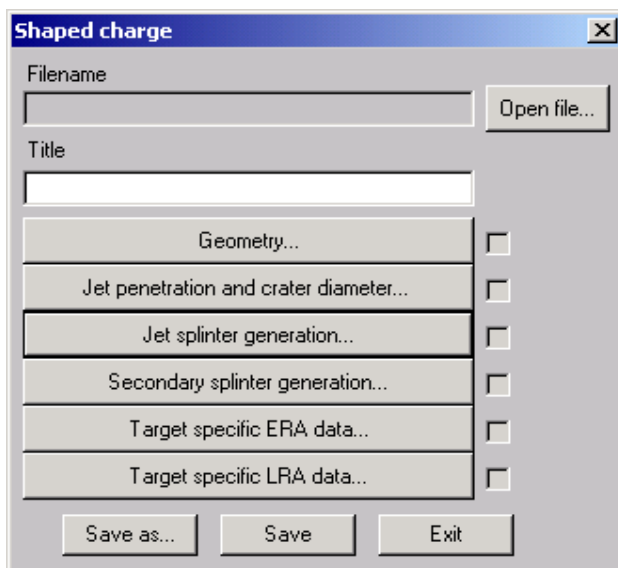 Shaped charge
Filename
Open file...
Title
Geometry...
Jet penetration and crater diameter...
Jet splinter generation...
Secondary splinter generation...
Target specific ERA data...
Target specific LRA data...
Save as... Save Exit